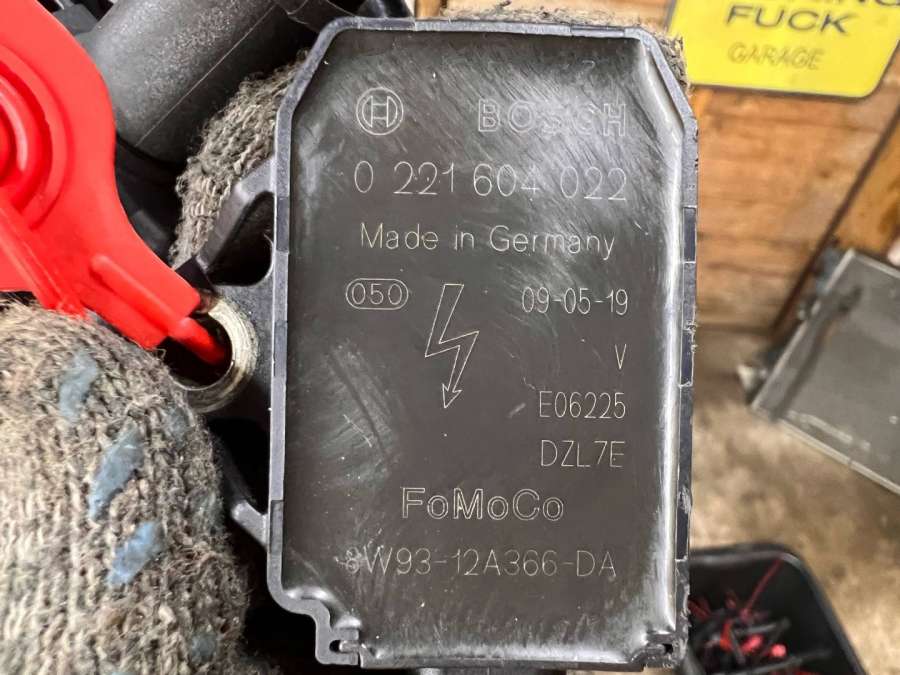 FUCK
GARAGE
H BOSCH
0 221 604 022
Made in Germany
050 09-05-19
V
E06225
DZL7E
FoMoCo
8W93-12A366-DA